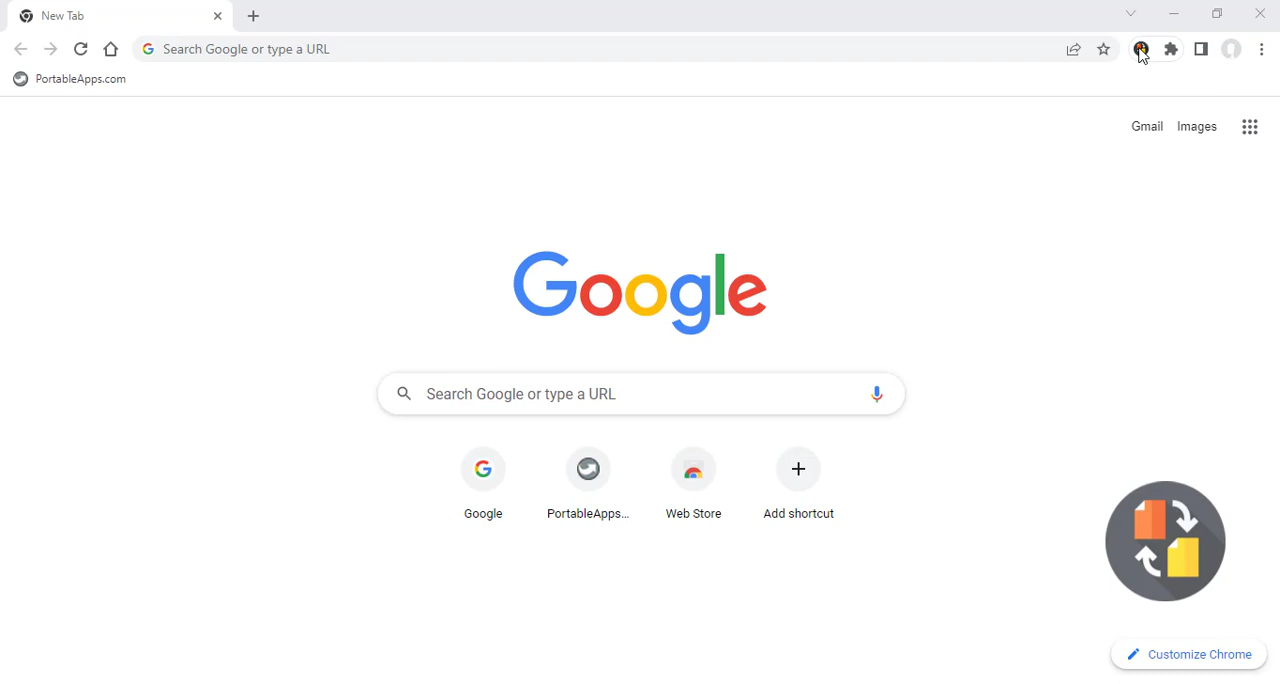 New Tab
Search Google or type a URL
PortableApps.com
Gmail Images
Google
Search Google or type a URL
Google PortableApps... Web Store Add shortcut
Customize Chrome